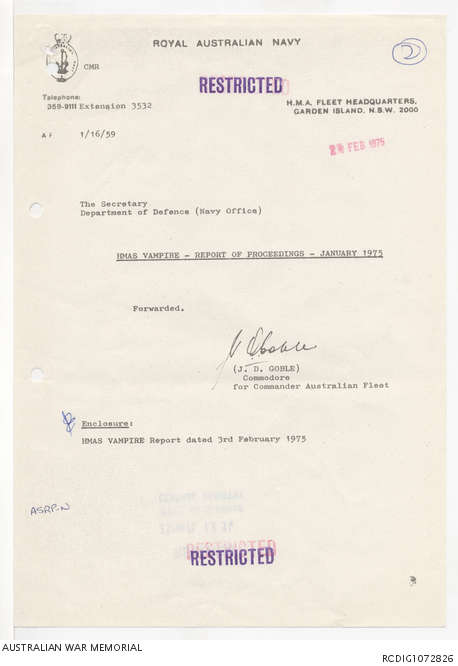 ROYAL AUSTRALIAN NAVY
2
CMR
RESTRICTED
Telephone:
359-9111 Extension 3532
H.M.A. FLEET HEADQUARTERS,
GARDEN ISLAND, N.S.W. 2000
AF 1/16/59
FEB 1975
The Secretary
Department of Defence (Navy Office)
HMAS VAMPIRE - REPORT OF PROCEEDINGS - JANUARY 1975
Forwarded.
(J. D. GOBLE)
Commodore
for Commander Australian Fleet
Enclosure:
HMAS VAMPIRE Report dated 3rd February 1975
ASRP-N
RESTRICTED
RESTRICTED
AUSTRALIAN WAR MEMORIAL
RCDIG1072826